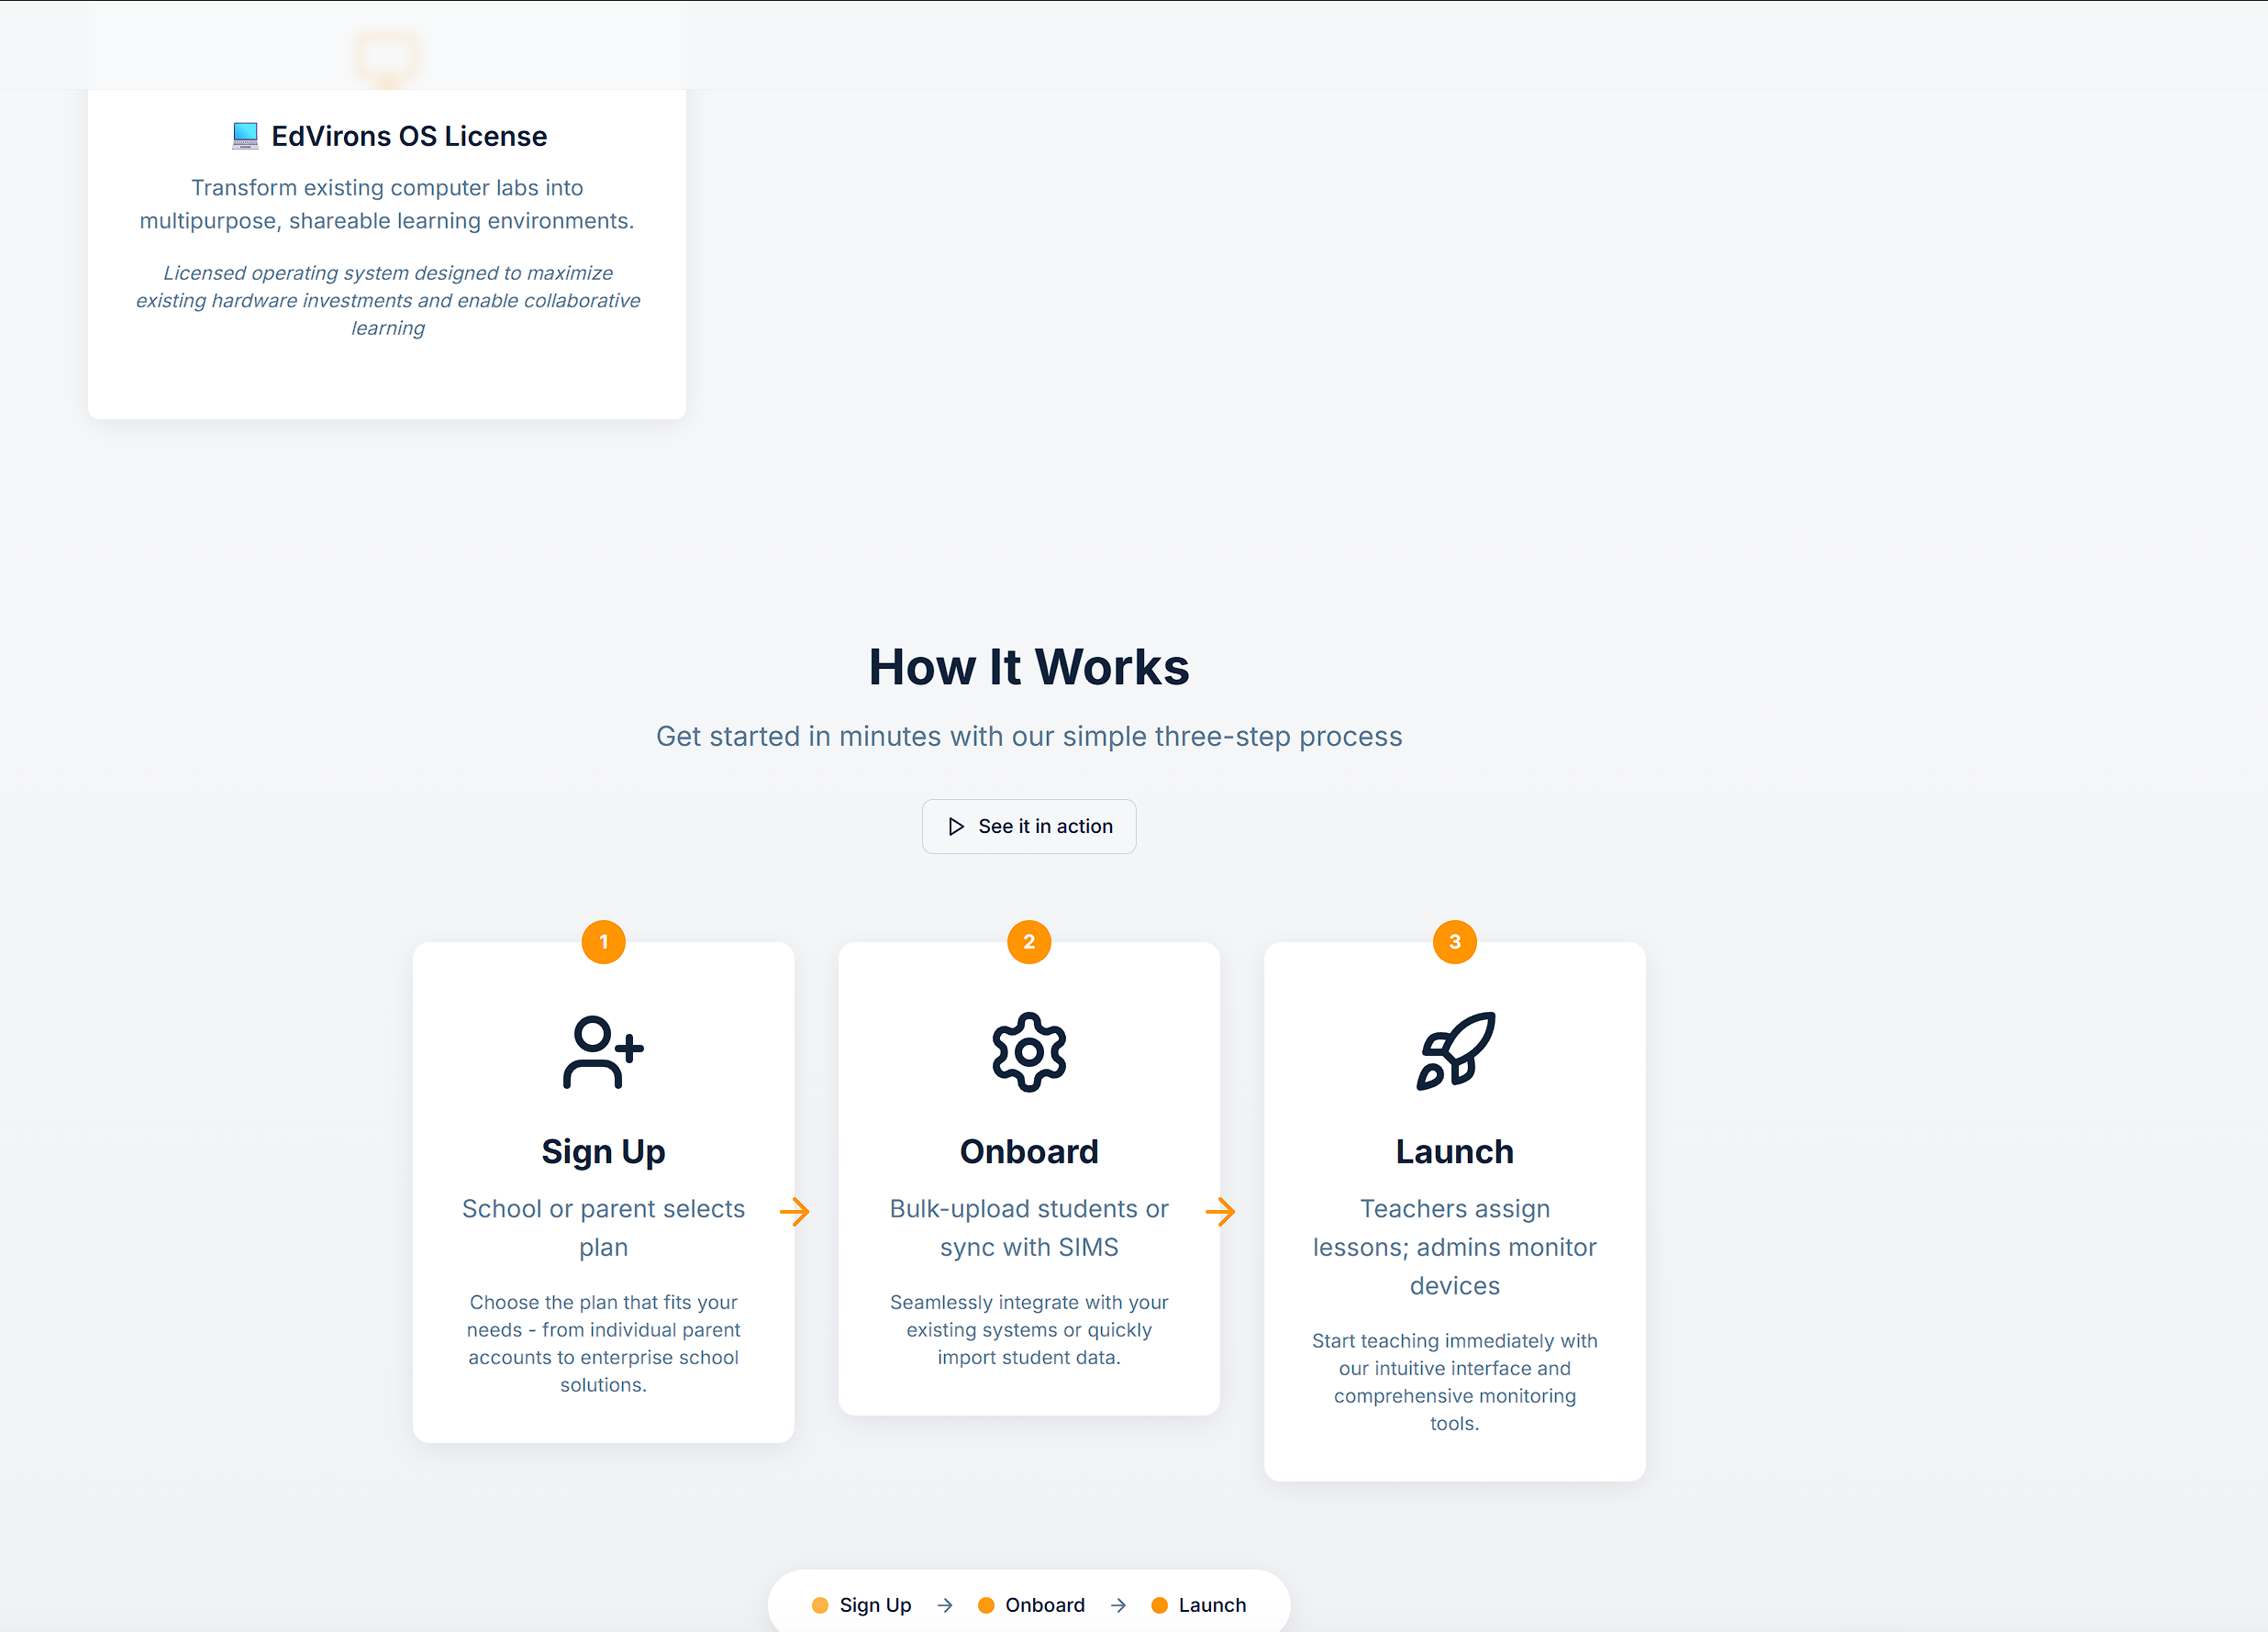 EdVirons OS License
Transform existing computer labs into
multipurpose, shareable learning environments.
Licensed operating system designed to maximize
existing hardware investments and enable collaborative
learning
How It Works
Get started in minutes with our simple three-step process
See it in action
1
Sign Up
School or parent selects
plan
Choose the plan that fits your
needs - from individual parent
accounts to enterprise school
solutions.
2
Onboard
Bulk-upload students or
sync with SIMS
Seamlessly integrate with your
existing systems or quickly
import student data.
3
Launch
Teachers assign
lessons; admins monitor
devices
Start teaching immediately with
our intuitive interface and
comprehensive monitoring
tools.
Sign Up → Onboard → Launch